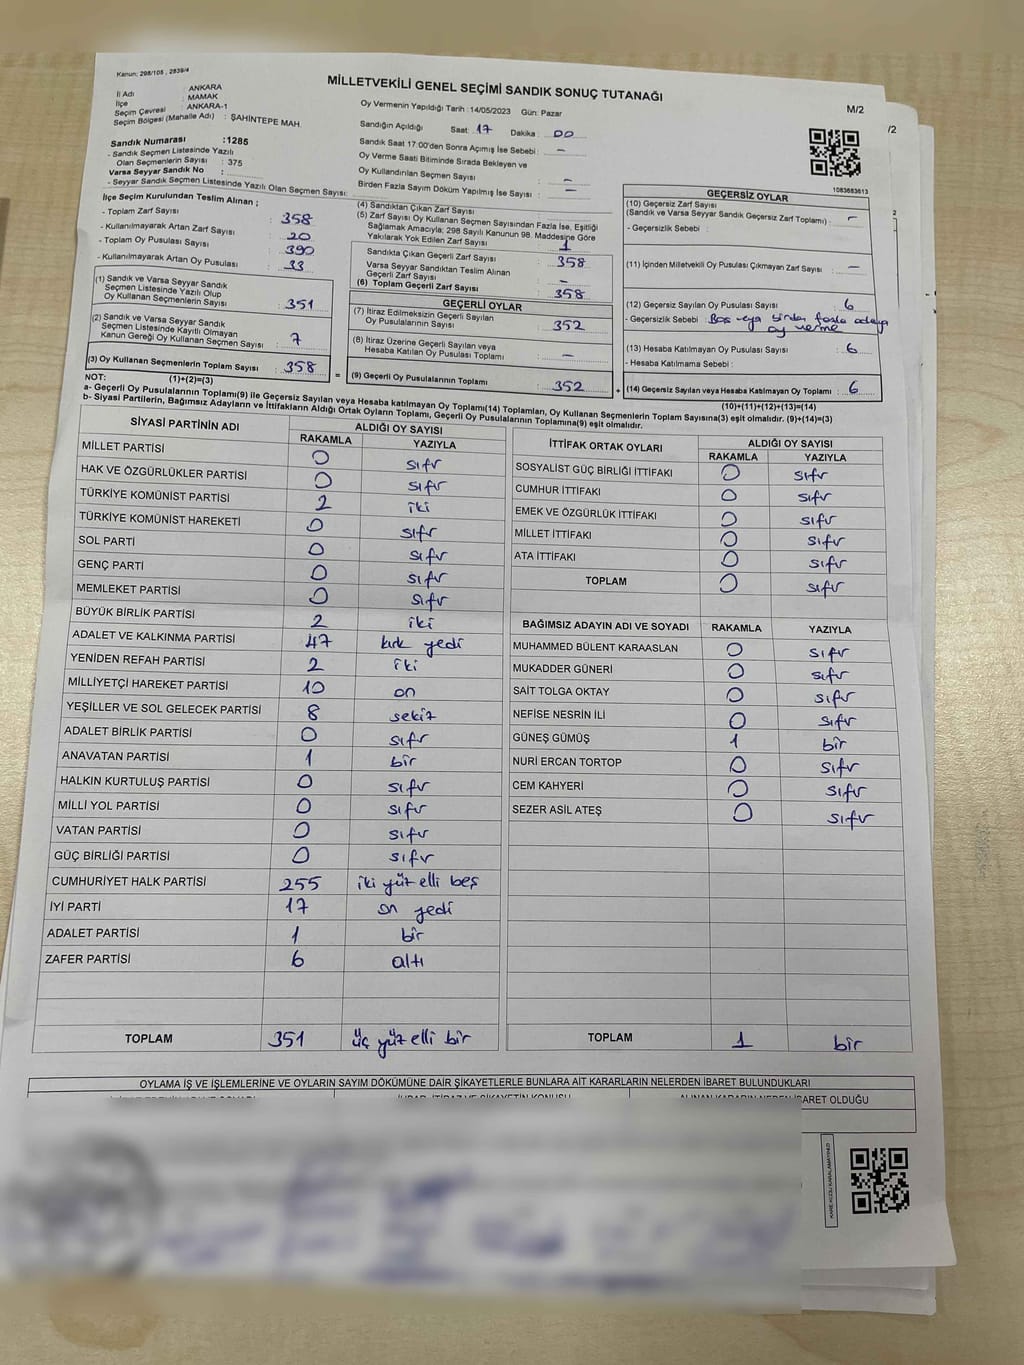 Kanun: 298/105 , 2839/4
MİLLETVEKİLİ GENEL SEÇİMİ SANDIK SONUÇ TUTANAĞI
M/2
/2
İl Adı : ANKARA
İlçe : MAMAK
Seçim Çevresi : ANKARA-1
Seçim Bölgesi (Mahalle Adı) : ŞAHİNTEPE MAH.
Sandık Numarası :1285
- Sandık Seçmen Listesinde Yazılı
Olan Seçmenlerin Sayısı : 375
Varsa Seyyar Sandık No :
- Seyyar Sandık Seçmen Listesinde Yazılı Olan Seçmen Sayısı:
Oy Vermenin Yapıldığı Tarih :14/05/2023 Gün: Pazar
Sandığın Açıldığı Saat: 17 Dakika : 00
Sandık Saat 17:00'den Sonra Açılmış İse Sebebi : –
Oy Verme Saati Bitiminde Sırada Bekleyen ve
Oy Kullandırılan Seçmen Sayısı : –
Birden Fazla Sayım Döküm Yapılmış İse Sayısı : –
1083683613
İlçe Seçim Kurulundan Teslim Alınan ;
- Toplam Zarf Sayısı : 358
- Kullanılmayarak Artan Zarf Sayısı : 20
- Toplam Oy Pusulası Sayısı : 390
- Kullanılmayarak Artan Oy Pusulası : 33
(1) Sandık ve Varsa Seyyar Sandık
Seçmen Listesinde Yazılı Olup
Oy Kullanan Seçmenlerin Sayısı : 351
(2) Sandık ve Varsa Seyyar Sandık
Seçmen Listesinde Kayıtlı Olmayan
Kanun Gereği Oy Kullanan Seçmen Sayısı : 7
(3) Oy Kullanan Seçmenlerin Toplam Sayısı : 358
(4) Sandıktan Çıkan Zarf Sayısı :
(5) Zarf Sayısı Oy Kullanan Seçmen Sayısından Fazla İse, Eşitliği
Sağlamak Amacıyla; 298 Sayılı Kanunun 98. Maddesine Göre
Yakılarak Yok Edilen Zarf Sayısı : 1
Sandıkta Çıkan Geçerli Zarf Sayısı : 358
Varsa Seyyar Sandıktan Teslim Alınan
Geçerli Zarf Sayısı : –
(6) Toplam Geçerli Zarf Sayısı : 358
GEÇERLİ OYLAR
(7) İtiraz Edilmeksizin Geçerli Sayılan
Oy Pusulalarının Sayısı : 352
(8) İtiraz Üzerine Geçerli Sayılan veya
Hesaba Katılan Oy Pusulası Toplamı : –
= (9) Geçerli Oy Pusulalarının Toplamı : 352
GEÇERSİZ OYLAR
(10) Geçersiz Zarf Sayısı
(Sandık ve Varsa Seyyar Sandık Geçersiz Zarf Toplamı) : –
- Geçersizlik Sebebi :
(11) İçinden Milletvekili Oy Pusulası Çıkmayan Zarf Sayısı : –
(12) Geçersiz Sayılan Oy Pusulası Sayısı : 6
- Geçersizlik Sebebi : Boş veya birden fazla adaya
oy verme
(13) Hesaba Katılmayan Oy Pusulası Sayısı : 6
- Hesaba Katılmama Sebebi :
+ (14) Geçersiz Sayılan veya Hesaba Katılmayan Oy Toplamı : 6
NOT: (1)+(2)=(3)
(10)+(11)+(12)+(13)=(14)
a- Geçerli Oy Pusulalarının Toplamı(9) ile Geçersiz Sayılan veya Hesaba katılmayan Oy Toplamı(14) Toplamları, Oy Kullanan Seçmenlerin Toplam Sayısına(3) eşit olmalıdır. (9)+(14)=(3)
b- Siyasi Partilerin, Bağımsız Adayların ve İttifakların Aldığı Ortak Oyların Toplamı, Geçerli Oy Pusulalarının Toplamına(9) eşit olmalıdır.
SİYASİ PARTİNİN ADI ALDIĞI OY SAYISI
RAKAMLA YAZIYLA
MİLLET PARTİSİ 0 sıfır
HAK VE ÖZGÜRLÜKLER PARTİSİ 0 sıfır
TÜRKİYE KOMÜNİST PARTİSİ 2 iki
TÜRKİYE KOMÜNİST HAREKETİ 0 sıfır
SOL PARTİ 0 sıfır
GENÇ PARTİ 0 sıfır
MEMLEKET PARTİSİ 0 sıfır
BÜYÜK BİRLİK PARTİSİ 2 iki
ADALET VE KALKINMA PARTİSİ 47 kırk yedi
YENİDEN REFAH PARTİSİ 2 iki
MİLLİYETÇİ HAREKET PARTİSİ 10 on
YEŞİLLER VE SOL GELECEK PARTİSİ 8 sekiz
ADALET BİRLİK PARTİSİ 0 sıfır
ANAVATAN PARTİSİ 1 bir
HALKIN KURTULUŞ PARTİSİ 0 sıfır
MİLLİ YOL PARTİSİ 0 sıfır
VATAN PARTİSİ 0 sıfır
GÜÇ BİRLİĞİ PARTİSİ 0 sıfır
CUMHURİYET HALK PARTİSİ 255 iki yüz elli beş
İYİ PARTİ 17 on yedi
ADALET PARTİSİ 1 bir
ZAFER PARTİSİ 6 altı
TOPLAM 351 üç yüz elli bir
İTTİFAK ORTAK OYLARI ALDIĞI OY SAYISI
RAKAMLA YAZIYLA
SOSYALİST GÜÇ BİRLİĞİ İTTİFAKI 0 sıfır
CUMHUR İTTİFAKI 0 sıfır
EMEK VE ÖZGÜRLÜK İTTİFAKI 0 sıfır
MİLLET İTTİFAKI 0 sıfır
ATA İTTİFAKI 0 sıfır
TOPLAM 0 sıfır
BAĞIMSIZ ADAYIN ADI VE SOYADI RAKAMLA YAZIYLA
MUHAMMED BÜLENT KARAASLAN 0 sıfır
MUKADDER GÜNERİ 0 sıfır
SAİT TOLGA OKTAY 0 sıfır
NEFİSE NESRİN İLİ 0 sıfır
GÜNEŞ GÜMÜŞ 1 bir
NURİ ERCAN TORTOP 0 sıfır
CEM KAHYERİ 0 sıfır
SEZER ASİL ATEŞ 0 sıfır
TOPLAM 1 bir
OYLAMA İŞ VE İŞLEMLERİNE VE OYLARIN SAYIM DÖKÜMÜNE DAİR ŞİKAYETLERLE BUNLARA AİT KARARLARIN NELERDEN İBARET BULUNDUKLARI
İHBAR, İTİRAZ VE ŞİKAYETİN KONUSU
ALINAN KARARIN NEDEN İBARET OLDUĞU
KARE KODU KARALAMAYINIZ!